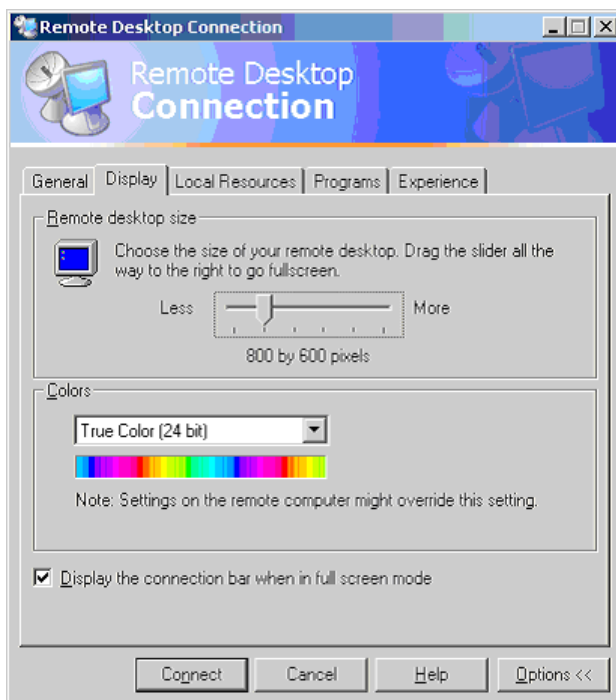 Remote Desktop Connection
Remote Desktop
Connection
General Display Local Resources Programs Experience
Remote desktop size
Choose the size of your remote desktop. Drag the slider all the
way to the right to go fullscreen.
Less More
800 by 600 pixels
Colors
True Color (24 bit)
Note: Settings on the remote computer might override this setting.
Display the connection bar when in full screen mode
Connect Cancel Help Options <<